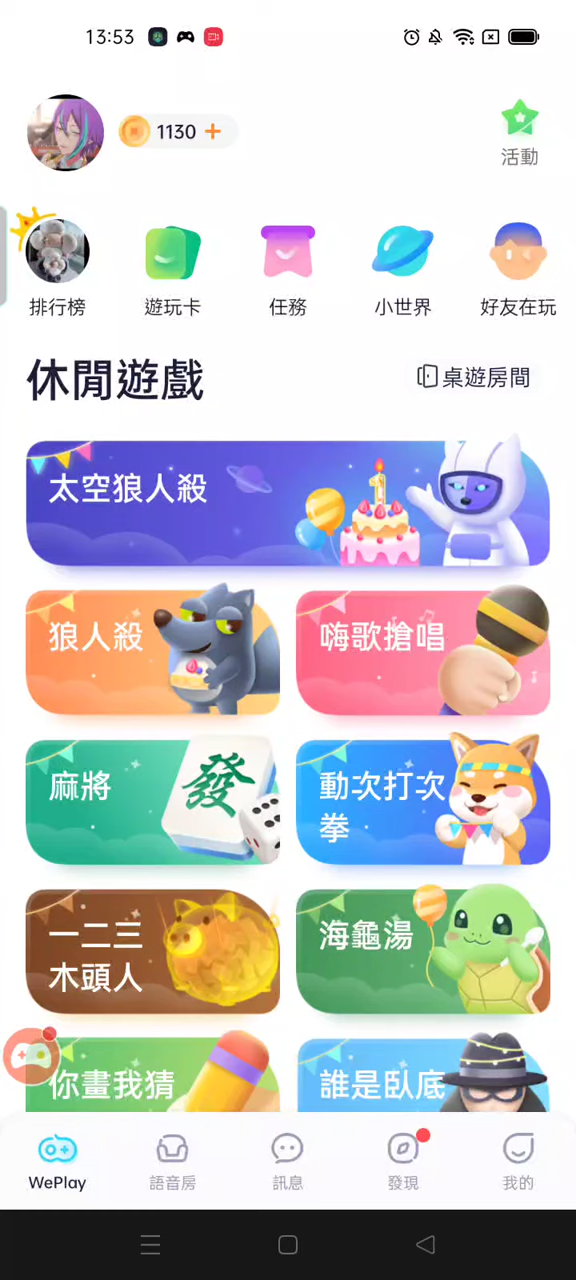 13:53
1130
活動
排行榜
遊玩卡
任務
小世界
好友在玩
休閒遊戲
桌遊房間
太空狼人殺
狼人殺
嗨歌搶唱
麻將
發
動次打次
拳
一二三
木頭人
海龜湯
你畫我猜
誰是臥底
WePlay
語音房
訊息
發現
我的